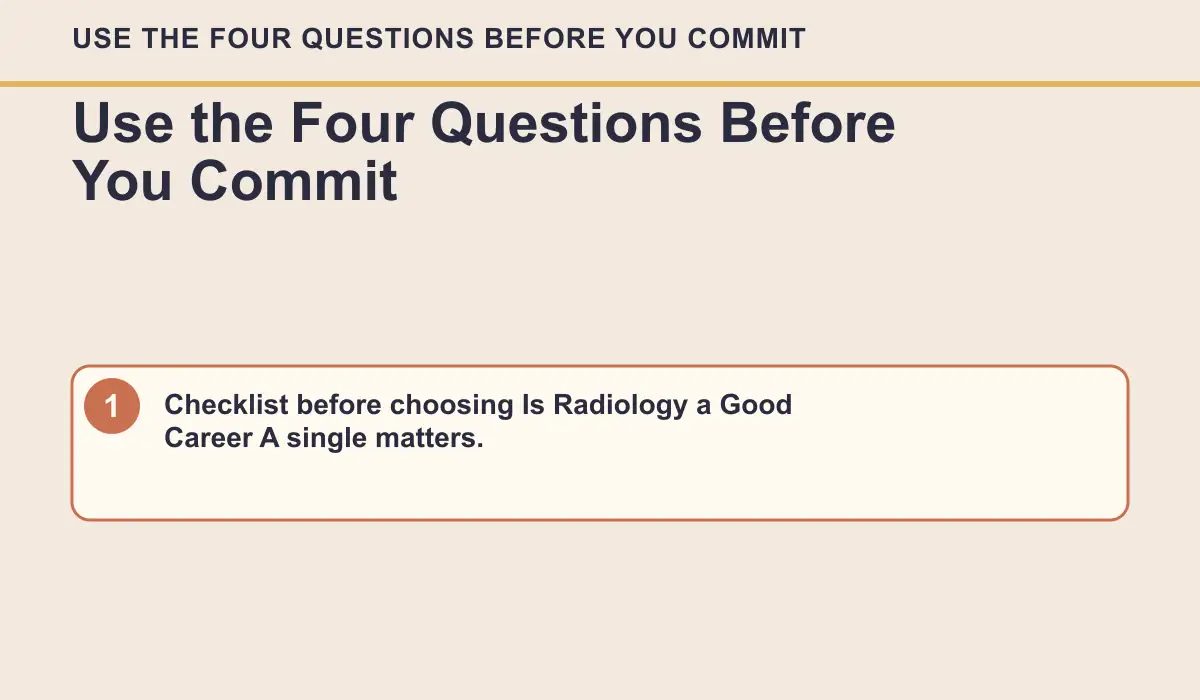 USE THE FOUR QUESTIONS BEFORE YOU COMMIT
Use the Four Questions Before
You Commit
1
Checklist before choosing Is Radiology a Good
Career A single matters.